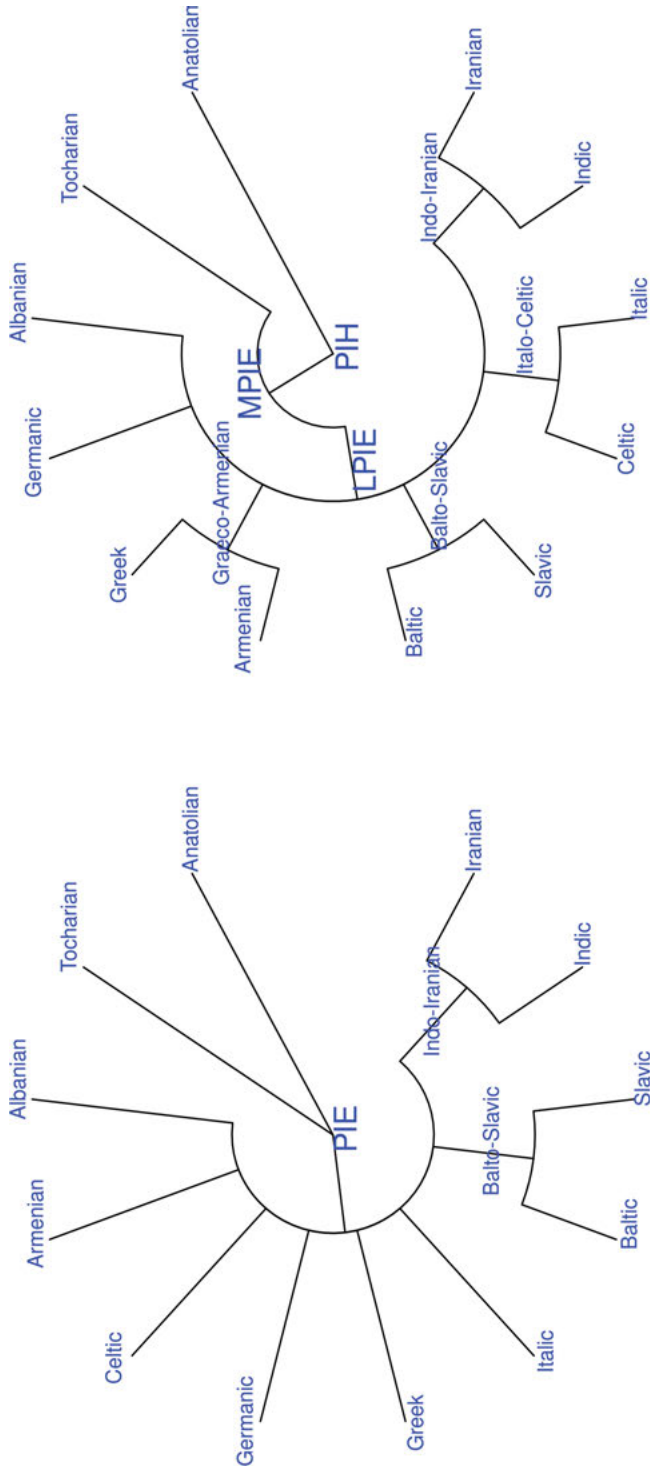 Anatolian
Tocharian
Albanian
Iranian
Indo-Iranian
Indic
Germanic
MPIE
PIH
Italo-Celtic
Italic
Graeco-Armenian
LPIE
Greek
Balto-Slavic
Celtic
Armenian
Baltic
Slavic
Anatolian
Tocharian
Albanian
Iranian
Indo-Iranian
Indic
Armenian
PIE
Balto-Slavic
Slavic
Celtic
Baltic
Germanic
Greek
Italic